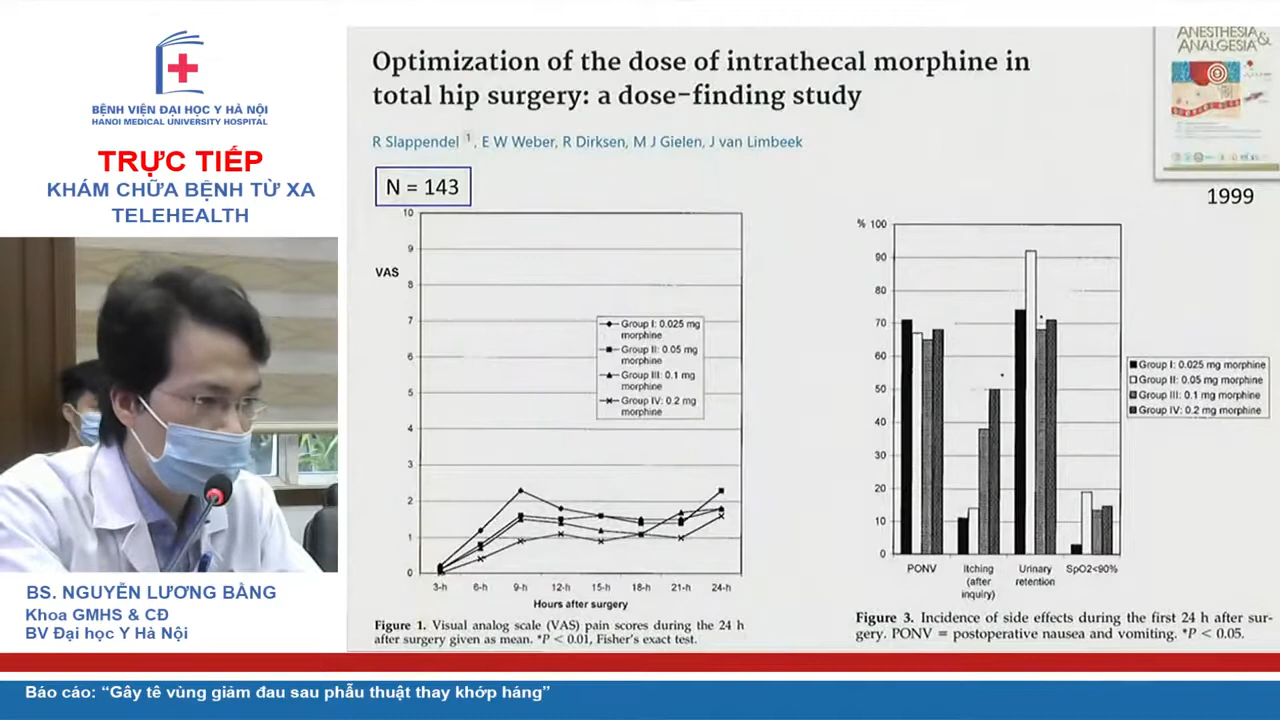 BỆNH VIỆN ĐẠI HỌC Y HÀ NỘI
HANOI MEDICAL UNIVERSITY HOSPITAL
TRỰC TIẾP
KHÁM CHỮA BỆNH TỪ XA
TELEHEALTH
BS. NGUYỄN LƯƠNG BẰNG
Khoa GMHS & CĐ
BV Đại học Y Hà Nội
Optimization of the dose of intrathecal morphine in
total hip surgery: a dose-finding study
R Slappendel 1, E W Weber, R Dirksen, M J Gielen, J van Limbeek
ANESTHESIA &
ANALGESIA
1999
N = 143
VAS
10
9
8
7
6
5
4
3
2
1
0
Group I: 0.025 mg
morphine
Group II: 0.05 mg
morphine
Group III: 0.1 mg
morphine
Group IV: 0.2 mg
morphine
3-h 6-h 9-h 12-h 15-h 18-h 21-h 24-h
Hours after surgery
Figure 1. Visual analog scale (VAS) pain scores during the 24 h
after surgery given as mean. *P < 0.01, Fisher's exact test.
% 100
90
80
70
60
50
40
30
20
10
0
PONV
Itching
(after
inquiry)
Urinary
retention
SpO2<90%
Group I: 0.025 mg morphine
Group II: 0.05 mg morphine
Group III: 0.1 mg morphine
Group IV: 0.2 mg morphine
Figure 3. Incidence of side effects during the first 24 h after sur-
gery. PONV = postoperative nausea and vomiting. *P < 0.05.
Báo cáo: “Gây tê vùng giảm đau sau phẫu thuật thay khớp háng”